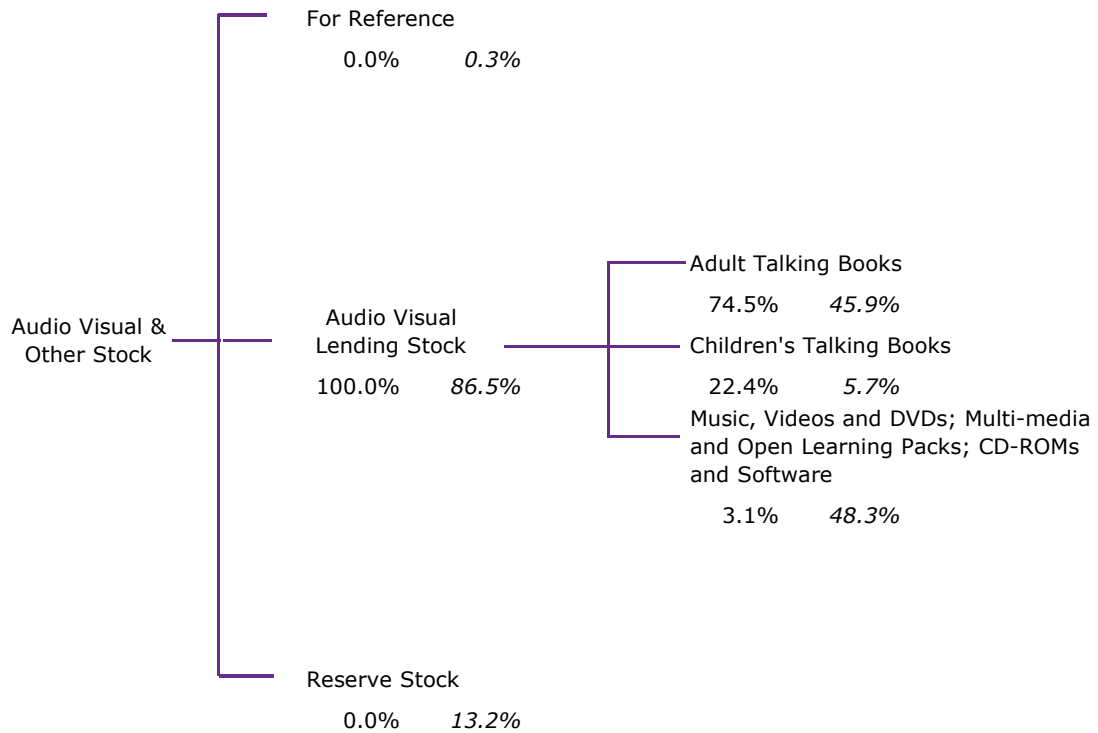 For Reference
0.0% 0.3%
Audio Visual &
Other Stock
Audio Visual
Lending Stock
100.0% 86.5%
Adult Talking Books
74.5% 45.9%
Children's Talking Books
22.4% 5.7%
Music, Videos and DVDs; Multi-media
and Open Learning Packs; CD-ROMs
and Software
3.1% 48.3%
Reserve Stock
0.0% 13.2%